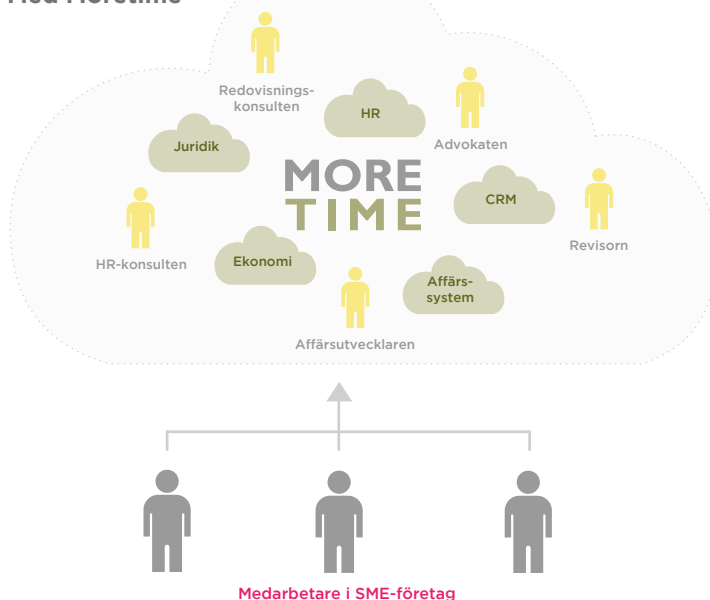 Med Moretime
Redovisnings-
konsulten
HR
Advokaten
Juridik
MORE
TIME
CRM
Revisorn
HR-konsulten
Ekonomi
Affärs-
system
Affärsutvecklaren
Medarbetare i SME-företag